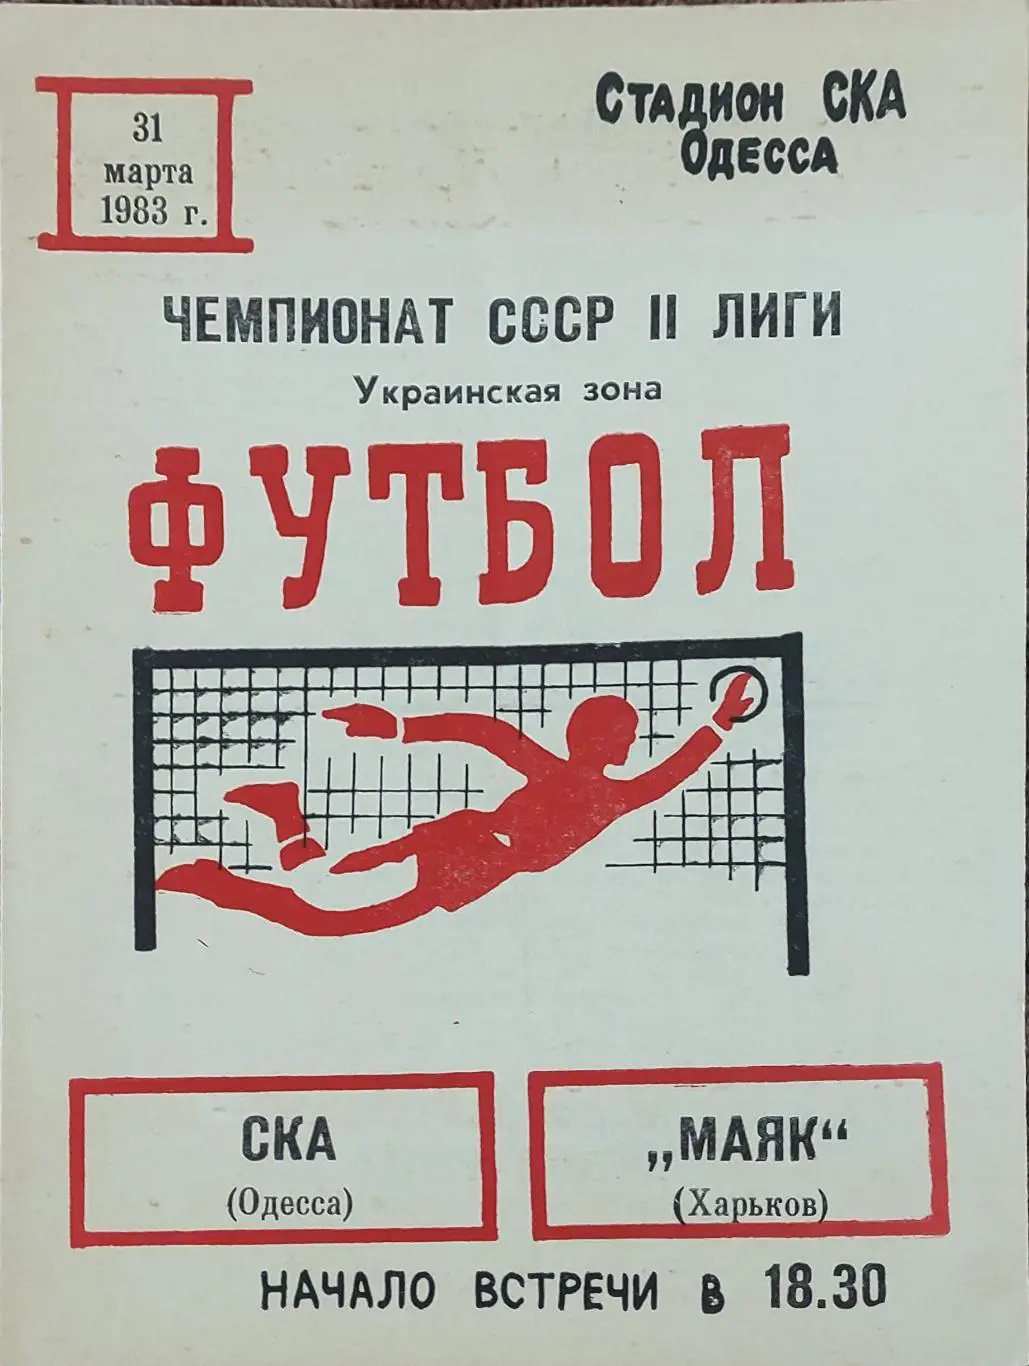 31
марта
1983 г.
Стадион СКА
Одесса
ЧЕМПИОНАТ СССР II ЛИГИ
Украинская зона
ФУТБОЛ
СКА
(Одесса)
„МАЯК“
(Харьков)
НАЧАЛО ВСТРЕЧИ В 18.30